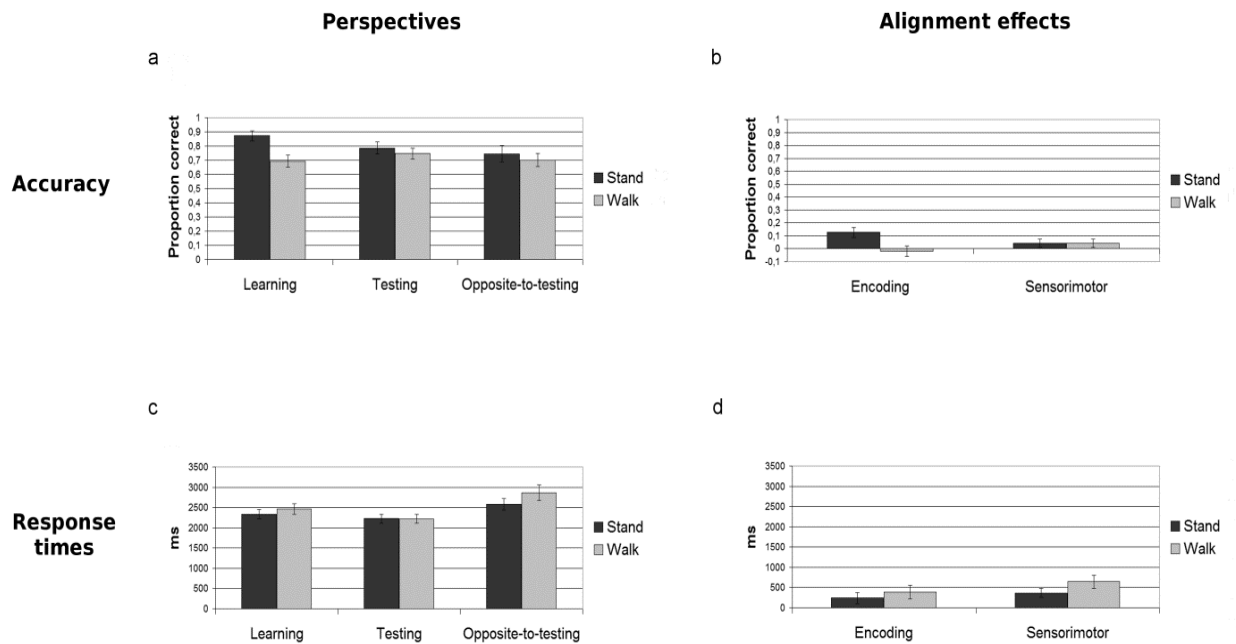 Perspectives
Alignment effects
a
b
Accuracy
Proportion correct
1
0,9
0,8
0,7
0,6
0,5
0,4
0,3
0,2
0,1
0
Learning
Testing
Opposite-to-testing
Stand
Walk
Proportion correct
1
0,9
0,8
0,7
0,6
0,5
0,4
0,3
0,2
0,1
0
-0,1
Encoding
Sensorimotor
Stand
Walk
c
d
Response
times
ms
3500
3000
2500
2000
1500
1000
500
0
Learning
Testing
Opposite-to-testing
Stand
Walk
ms
3500
3000
2500
2000
1500
1000
500
0
Encoding
Sensorimotor
Stand
Walk